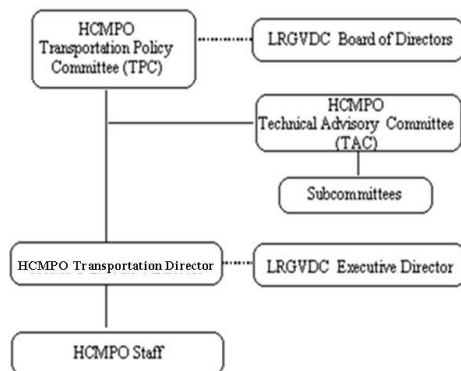 HCMPO
Transportation Policy
Committee (TPC)
LRGVDC Board of Directors
HCMPO
Technical Advisory Committee
(TAC)
Subcommittees
HCMPO Transportation Director
LRGVDC Executive Director
HCMPO Staff